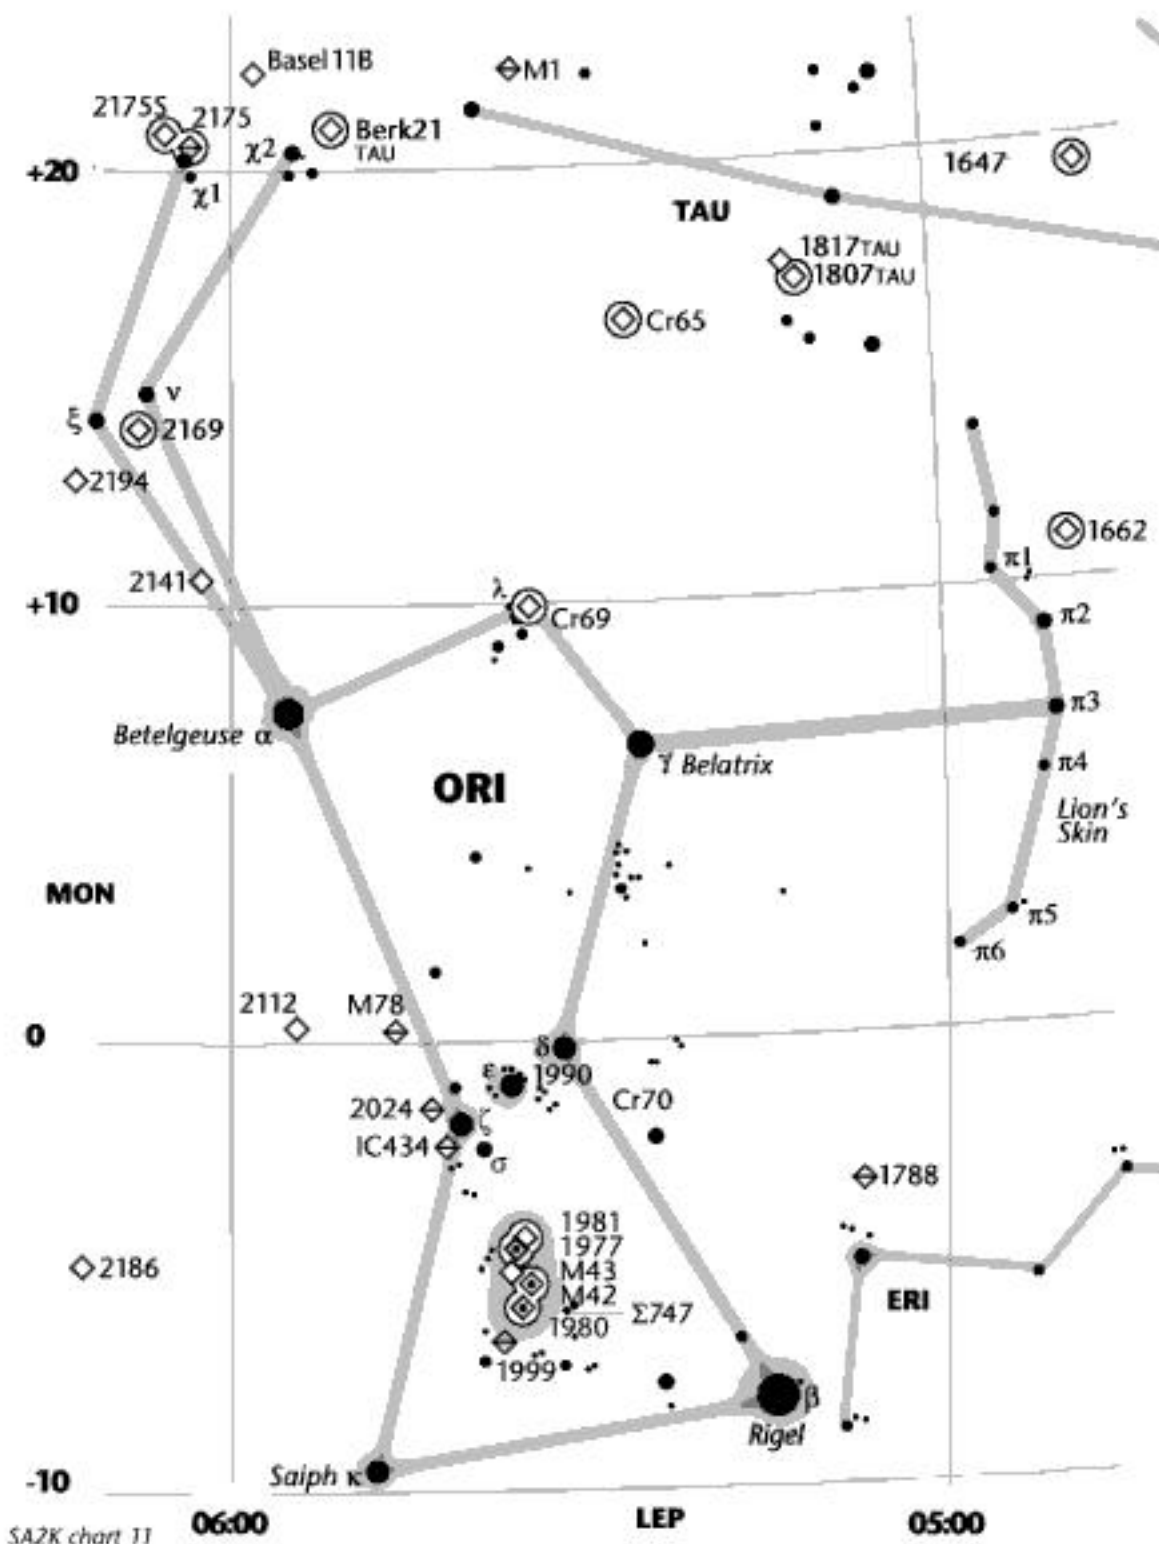 Basel 11B
M1
2175S
2175
Berk21
TAU
χ2
1647
+20
χ1
TAU
1817TAU
1807TAU
Cr65
ν
ξ
2169
2194
1662
π1
2141
λ
+10
Cr69
π2
π3
Betelgeuse α
γ Belatrix
π4
ORI
Lion's
Skin
MON
π5
π6
2112
M78
0
δ
ε
1990
2024
ζ
Cr70
IC434
σ
1788
1981
1977
2186
M43
M42
ERI
Σ747
1980
1999
β
Rigel
Saiph κ
-10
06:00
LEP
05:00
SA2K chart 11